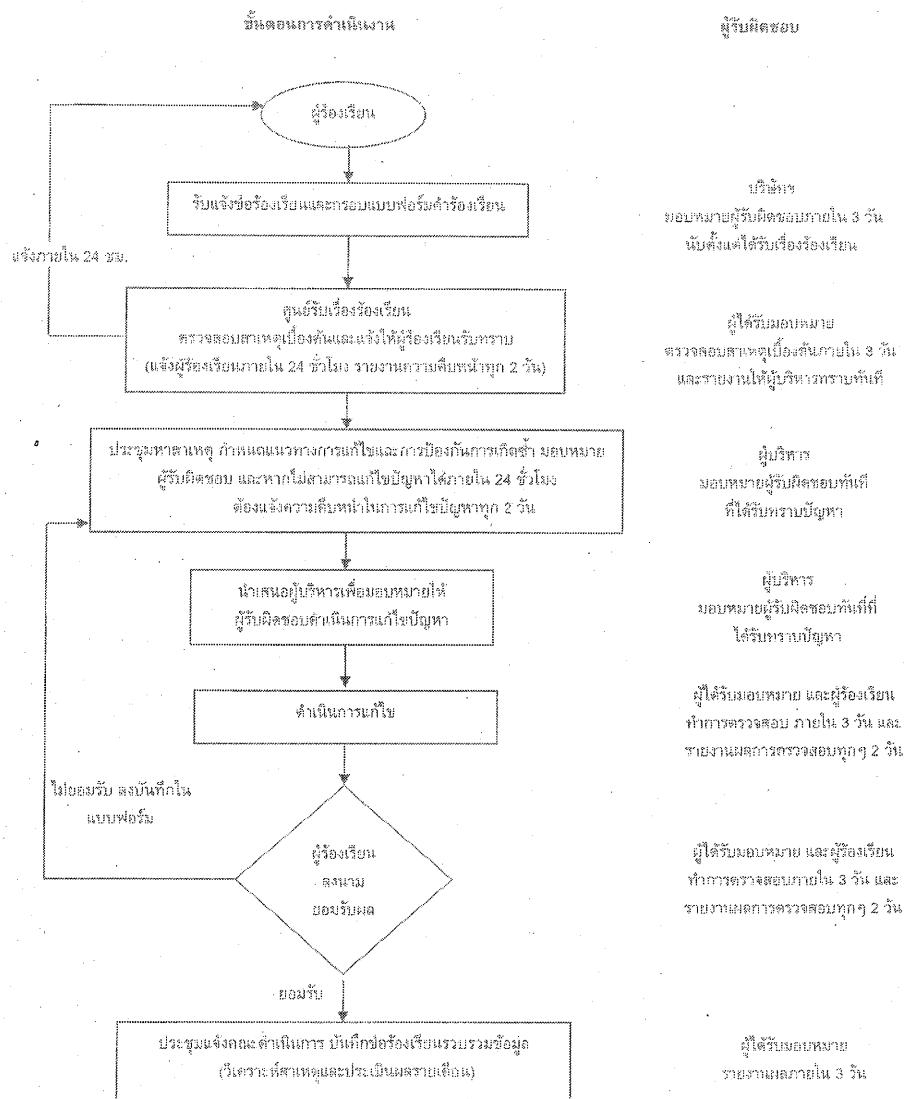 ขั้นตอนการดำเนินงาน
ผู้รับผิดชอบ
ผู้ร้องเรียน
รับแจ้งข้อร้องเรียนและกรอกแบบฟอร์มคำร้องเรียน
บริษัทฯ
มอบหมายผู้รับผิดชอบภายใน 3 วัน
นับตั้งแต่ได้รับเรื่องร้องเรียน
แจ้งภายใน 24 ชม.
ศูนย์รับเรื่องร้องเรียน
ตรวจสอบสาเหตุเบื้องต้นและแจ้งให้ผู้ร้องเรียนรับทราบ
(แจ้งผู้ร้องเรียนภายใน 24 ชั่วโมง รายงานความคืบหน้าทุก 2 วัน)
ผู้ได้รับมอบหมาย
ตรวจสอบสาเหตุเบื้องต้นภายใน 3 วัน
และรายงานให้ผู้บริหารทราบทันที
ประชุมหาสาเหตุ กำหนดแนวทางการแก้ไขและการป้องกันการเกิดซ้ำ มอบหมาย
ผู้รับผิดชอบ และหากไม่สามารถแก้ไขปัญหาได้ภายใน 24 ชั่วโมง
ต้องแจ้งความคืบหน้าในการแก้ไขปัญหาทุก 2 วัน
ผู้บริหาร
มอบหมายผู้รับผิดชอบทันที
ที่ได้รับทราบปัญหา
นำเสนอผู้บริหารเพื่อมอบหมายให้
ผู้รับผิดชอบดำเนินการแก้ไขปัญหา
ผู้บริหาร
มอบหมายผู้รับผิดชอบทันทีที่
ได้รับทราบปัญหา
ดำเนินการแก้ไข
ผู้ได้รับมอบหมาย และผู้ร้องเรียน
ทำการตรวจสอบ ภายใน 3 วัน และ
รายงานผลการตรวจสอบทุกๆ 2 วัน
ไม่ยอมรับ ลงบันทึกใน
แบบฟอร์ม
ผู้ร้องเรียน
ลงนาม
ยอมรับผล
ผู้ได้รับมอบหมาย และผู้ร้องเรียน
ทำการตรวจสอบภายใน 3 วัน และ
รายงานผลการตรวจสอบทุกๆ 2 วัน
ยอมรับ
ประชุมแจ้งคณะดำเนินการ บันทึกข้อร้องเรียนรวบรวมข้อมูล
(วิเคราะห์สาเหตุและประเมินผลรายเดือน)
ผู้ได้รับมอบหมาย
รายงานผลภายใน 3 วัน